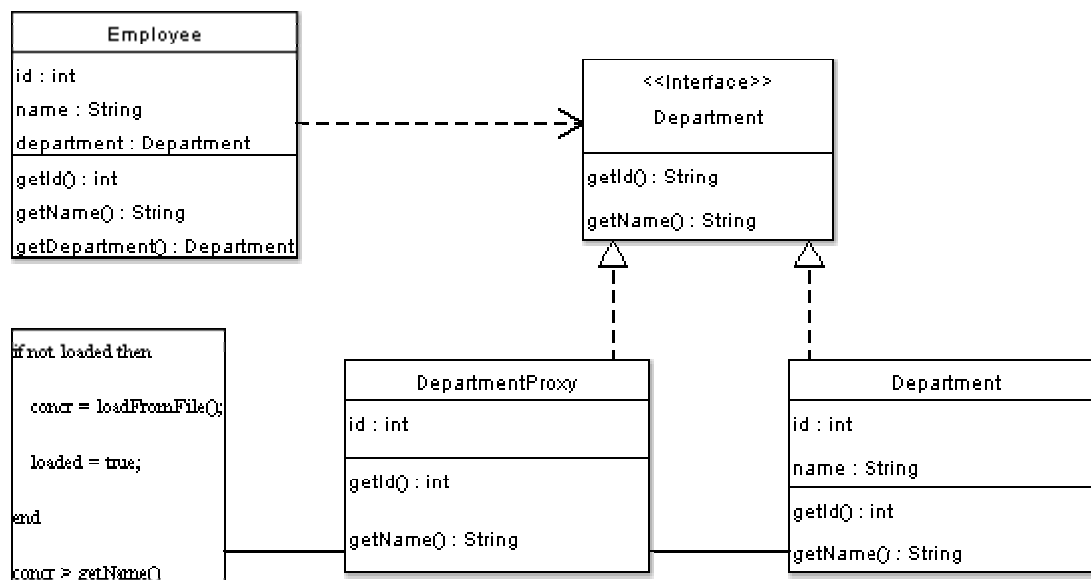 Employee
id : int
name : String
department : Department
getId() : int
getName() : String
getDepartment() : Department
<<Interface>>
Department
getId() : String
getName() : String
if not loaded then
concr = loadFromFile();
loaded = true;
end
concr > getName()
DepartmentProxy
id : int
getId() : int
getName() : String
Department
id : int
name : String
getId() : int
getName() : String